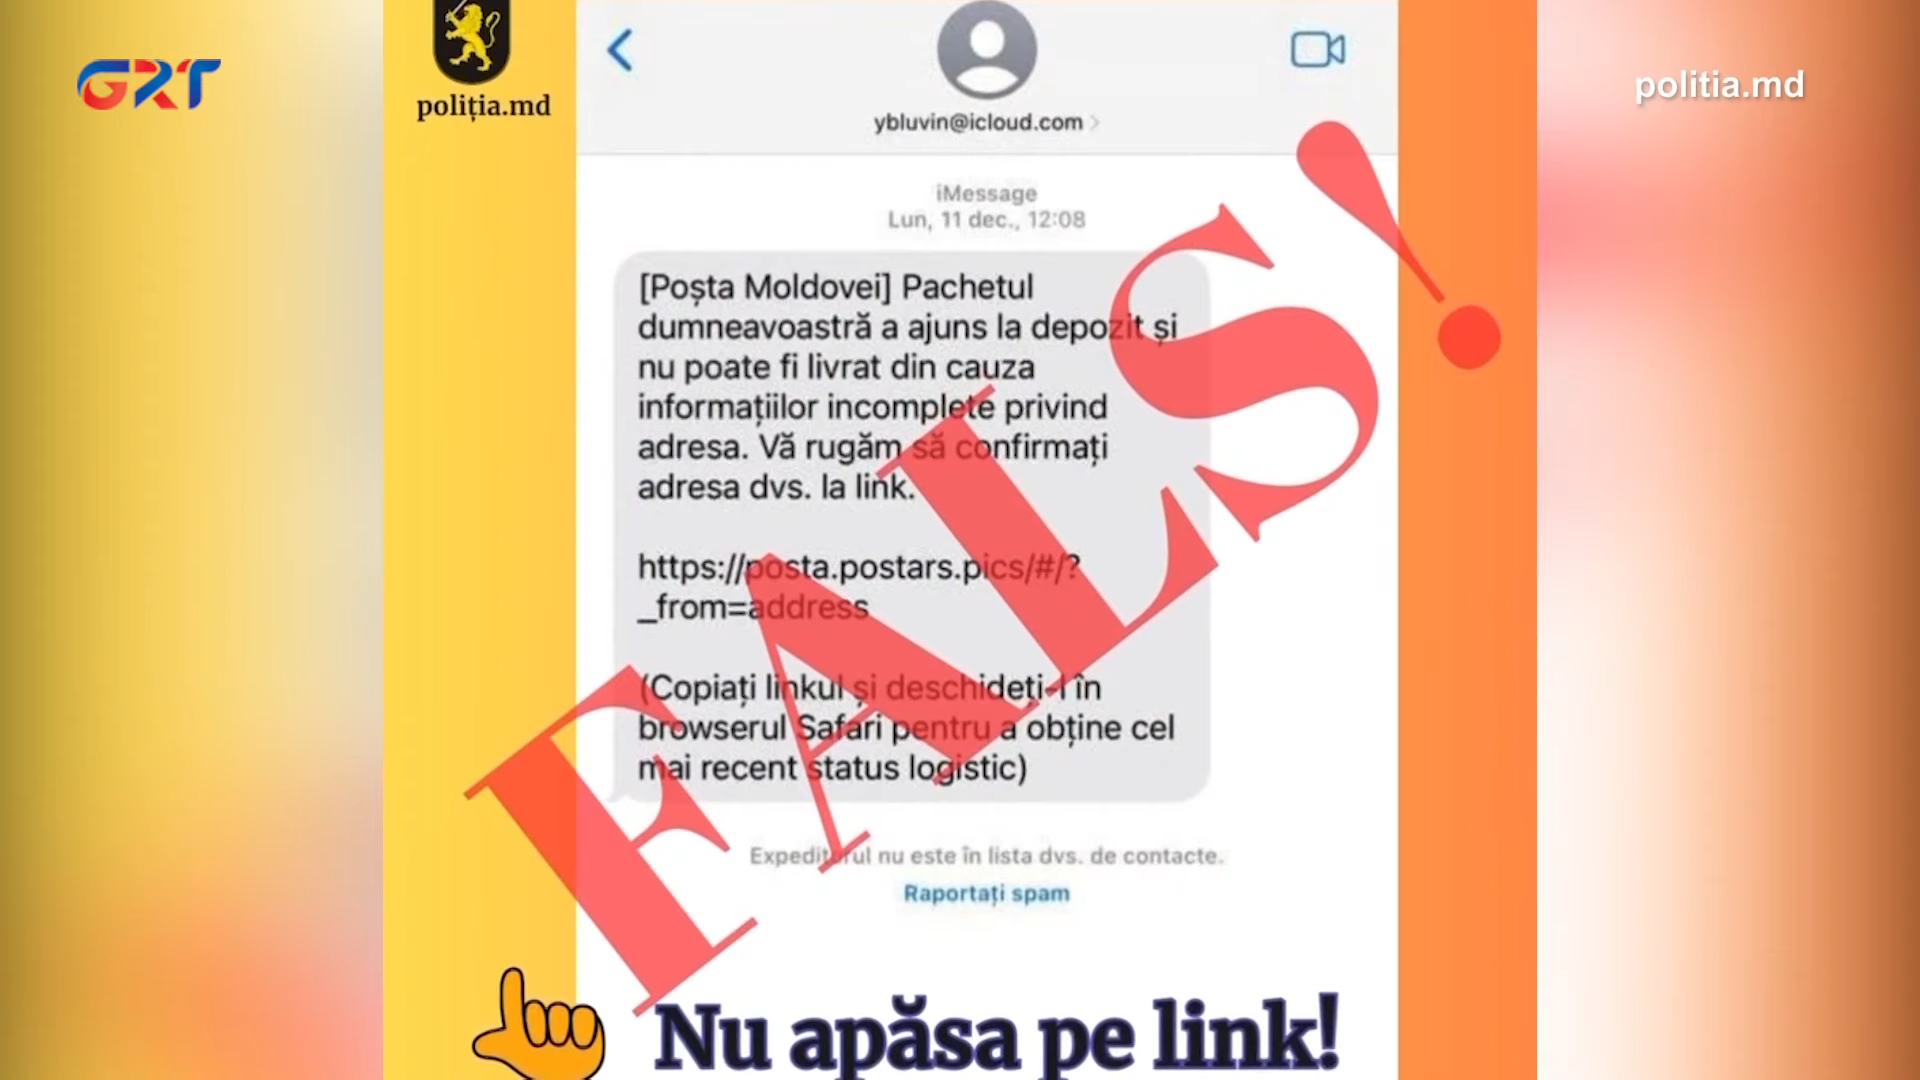 GRT
poliția.md
politia.md
ybluvin@icloud.com
iMessage
Lun, 11 dec., 12:08
[Poșta Moldovei] Pachetul
dumneavoastră a ajuns la depozit și
nu poate fi livrat din cauza
informațiilor incomplete privind
adresa. Vă rugăm să confirmați
adresa dvs. la link.
https://posta.postars.pics/#/?
_from=address
(Copiați linkul și deschideți-l în
browserul Safari pentru a obține cel
mai recent status logistic)
Expeditorul nu este în lista dvs. de contacte.
Raportați spam
FALS!
Nu apăsa pe link!